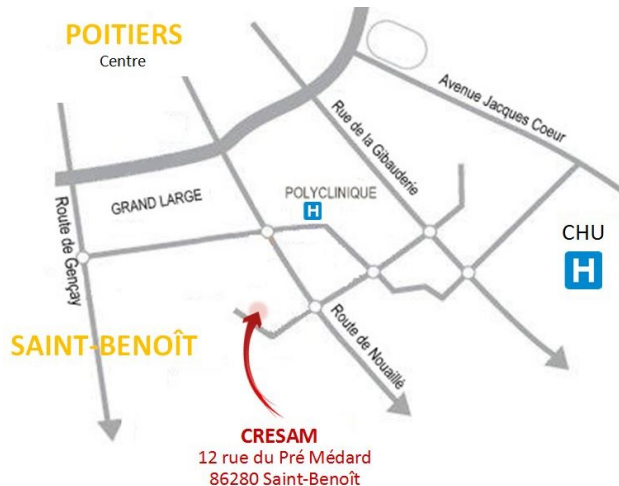 POITIERS
Centre
Avenue Jacques Coeur
Rue de la Gibauderie
GRAND LARGE
POLYCLINIQUE
H
Route de Gençay
CHU
H
SAINT-BENOÎT
Route de Nouaillé
CRESAM
12 rue du Pré Médard
86280 Saint-Benoît